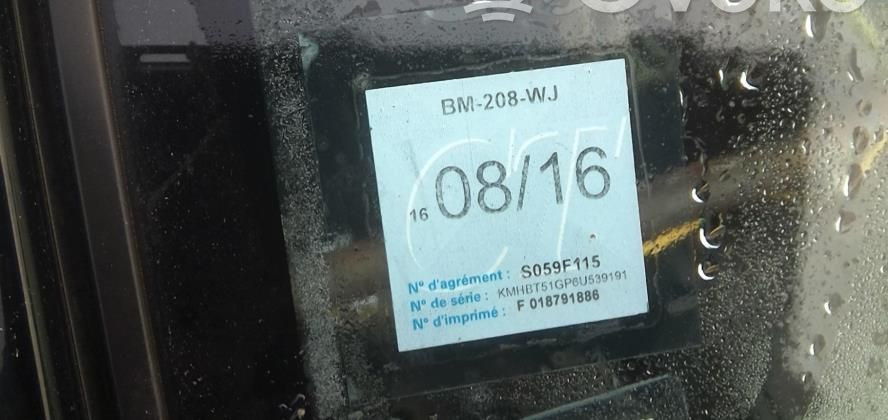 BM-208-WJ
16 08/16
N° d'agrément : S059F115
N° de série : KMHBT51GP6U539191
N° d'imprimé : F 018791886